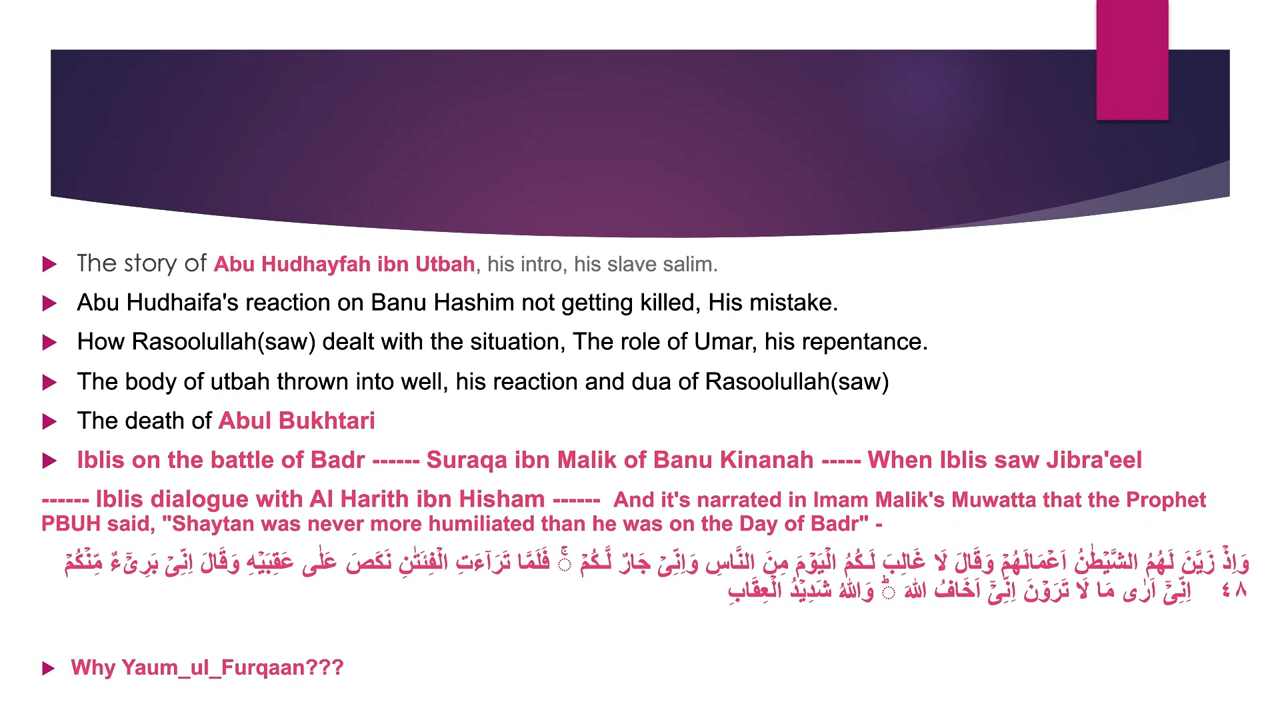 The story of Abu Hudhayfah ibn Utbah, his intro, his slave salim.
Abu Hudhaifa's reaction on Banu Hashim not getting killed, His mistake.
How Rasoolullah(saw) dealt with the situation, The role of Umar, his repentance.
The body of utbah thrown into well, his reaction and dua of Rasoolullah(saw)
The death of Abul Bukhtari
Iblis on the battle of Badr ------ Suraqa ibn Malik of Banu Kinanah ----- When Iblis saw Jibra'eel
------ Iblis dialogue with Al Harith ibn Hisham ------ And it's narrated in Imam Malik's Muwatta that the Prophet
PBUH said, "Shaytan was never more humiliated than he was on the Day of Badr" -
وَاِذۡ زَيَّنَ لَهُمُ الشَّيۡطٰنُ اَعۡمَالَهُمۡ وَقَالَ لَا غَالِبَ لَـكُمُ الۡيَوۡمَ مِنَ النَّاسِ وَاِنِّىۡ جَارٌ لَّـكُمۡ​ۚ فَلَمَّا تَرَآءَتِ الۡفِئَتٰنِ نَكَصَ عَلٰى عَقِبَيۡهِ وَقَالَ اِنِّىۡ بَرِىۡٓءٌ مِّنۡكُمۡ
اِنِّىۡۤ اَرٰى مَا لَا تَرَوۡنَ اِنِّىۡۤ اَخَافُ اللّٰهَ​ؕ وَاللّٰهُ شَدِيۡدُ الۡعِقَابِ‏ ٤٨
Why Yaum_ul_Furqaan???